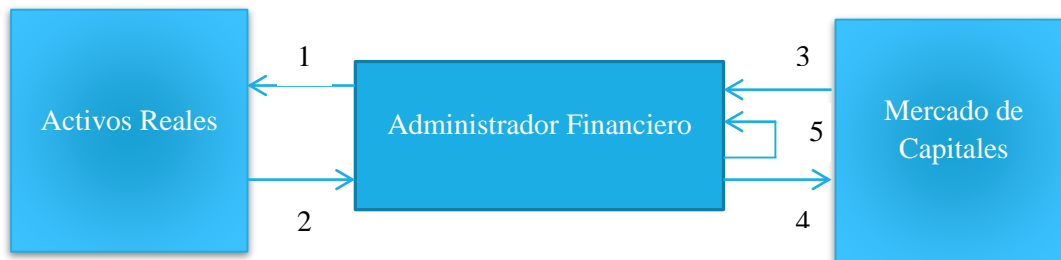 1
3
Activos Reales
Administrador Financiero
5
Mercado de
Capitales
2
4